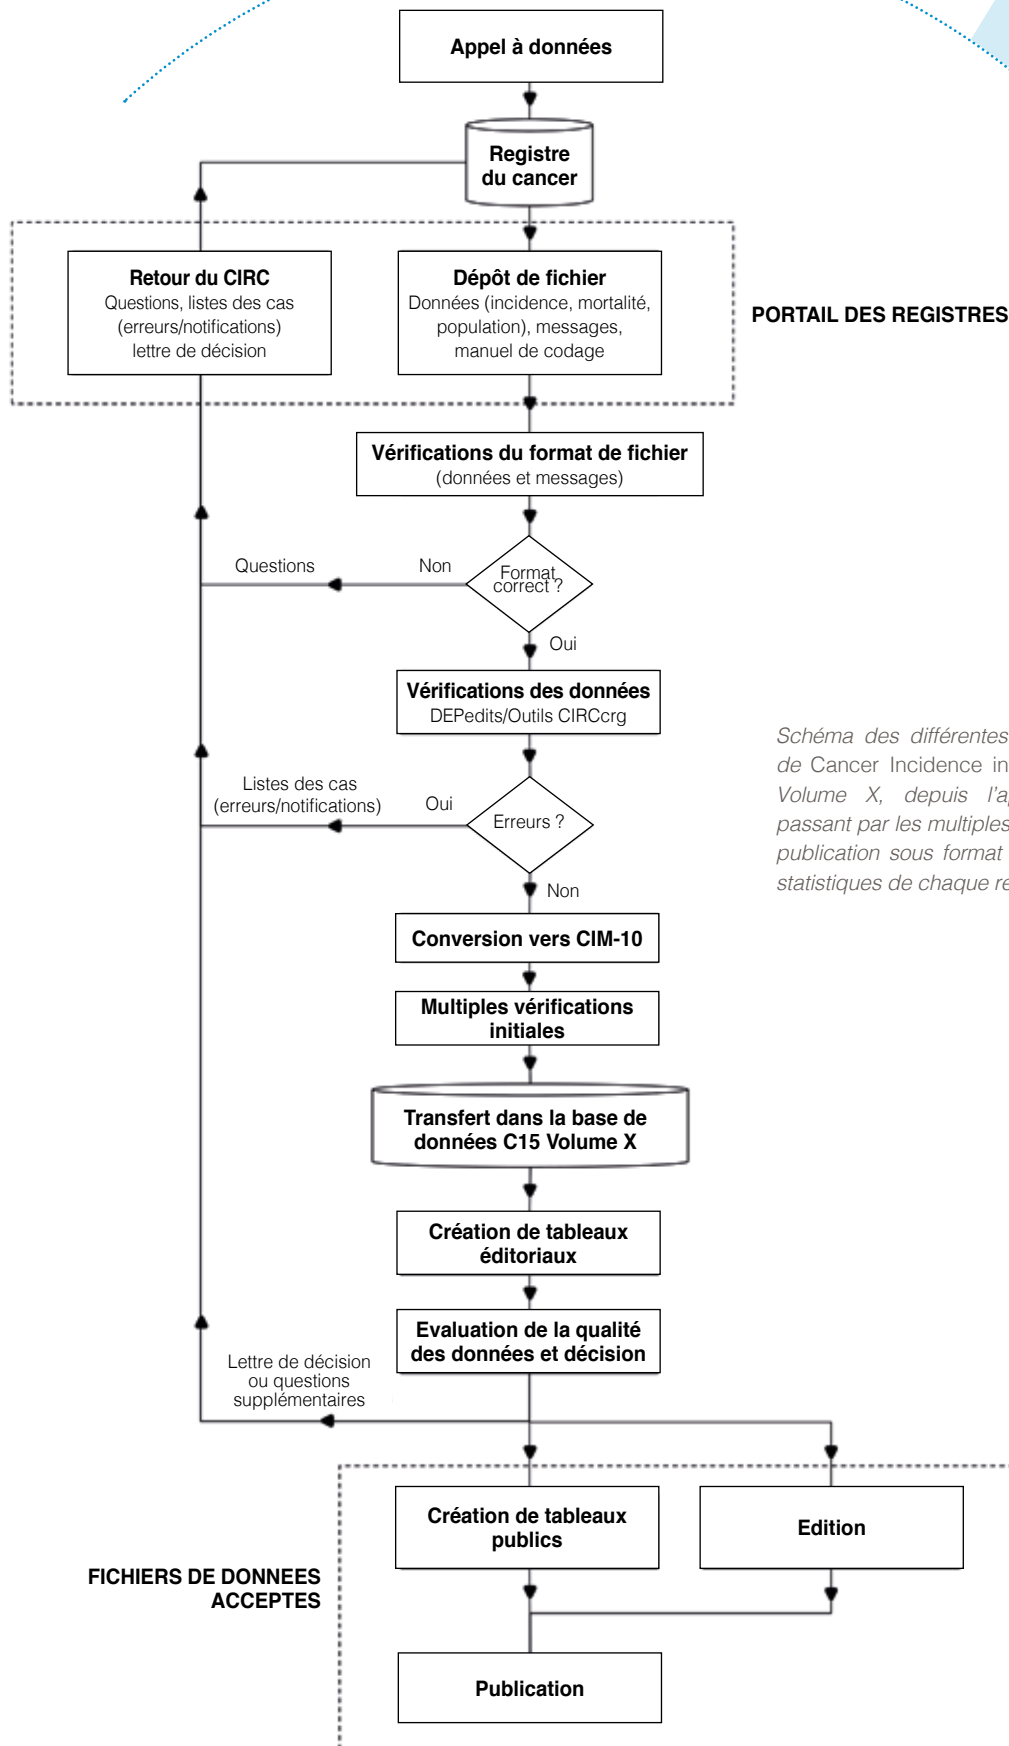 Appel à données
Registre
du cancer
Retour du CIRC
Questions, listes des cas
(erreurs/notifications)
lettre de décision
Dépôt de fichier
Données (incidence, mortalité,
population), messages,
manuel de codage
PORTAIL DES REGISTRES
Vérifications du format de fichier
(données et messages)
Questions
Non
Format
correct ?
Oui
Vérifications des données
DEPedits/Outils CIRCcrg
Schéma des différentes
de Cancer Incidence in
Volume X, depuis l'a
passant par les multiples
publication sous format
statistiques de chaque re
Listes des cas
(erreurs/notifications)
Oui
Erreurs ?
Non
Conversion vers CIM-10
Multiples vérifications
initiales
Transfert dans la base de
données C15 Volume X
Création de tableaux
éditoriaux
Evaluation de la qualité
des données et décision
Lettre de décision
ou questions
supplémentaires
Création de tableaux
publics
Edition
FICHIERS DE DONNEES
ACCEPTES
Publication